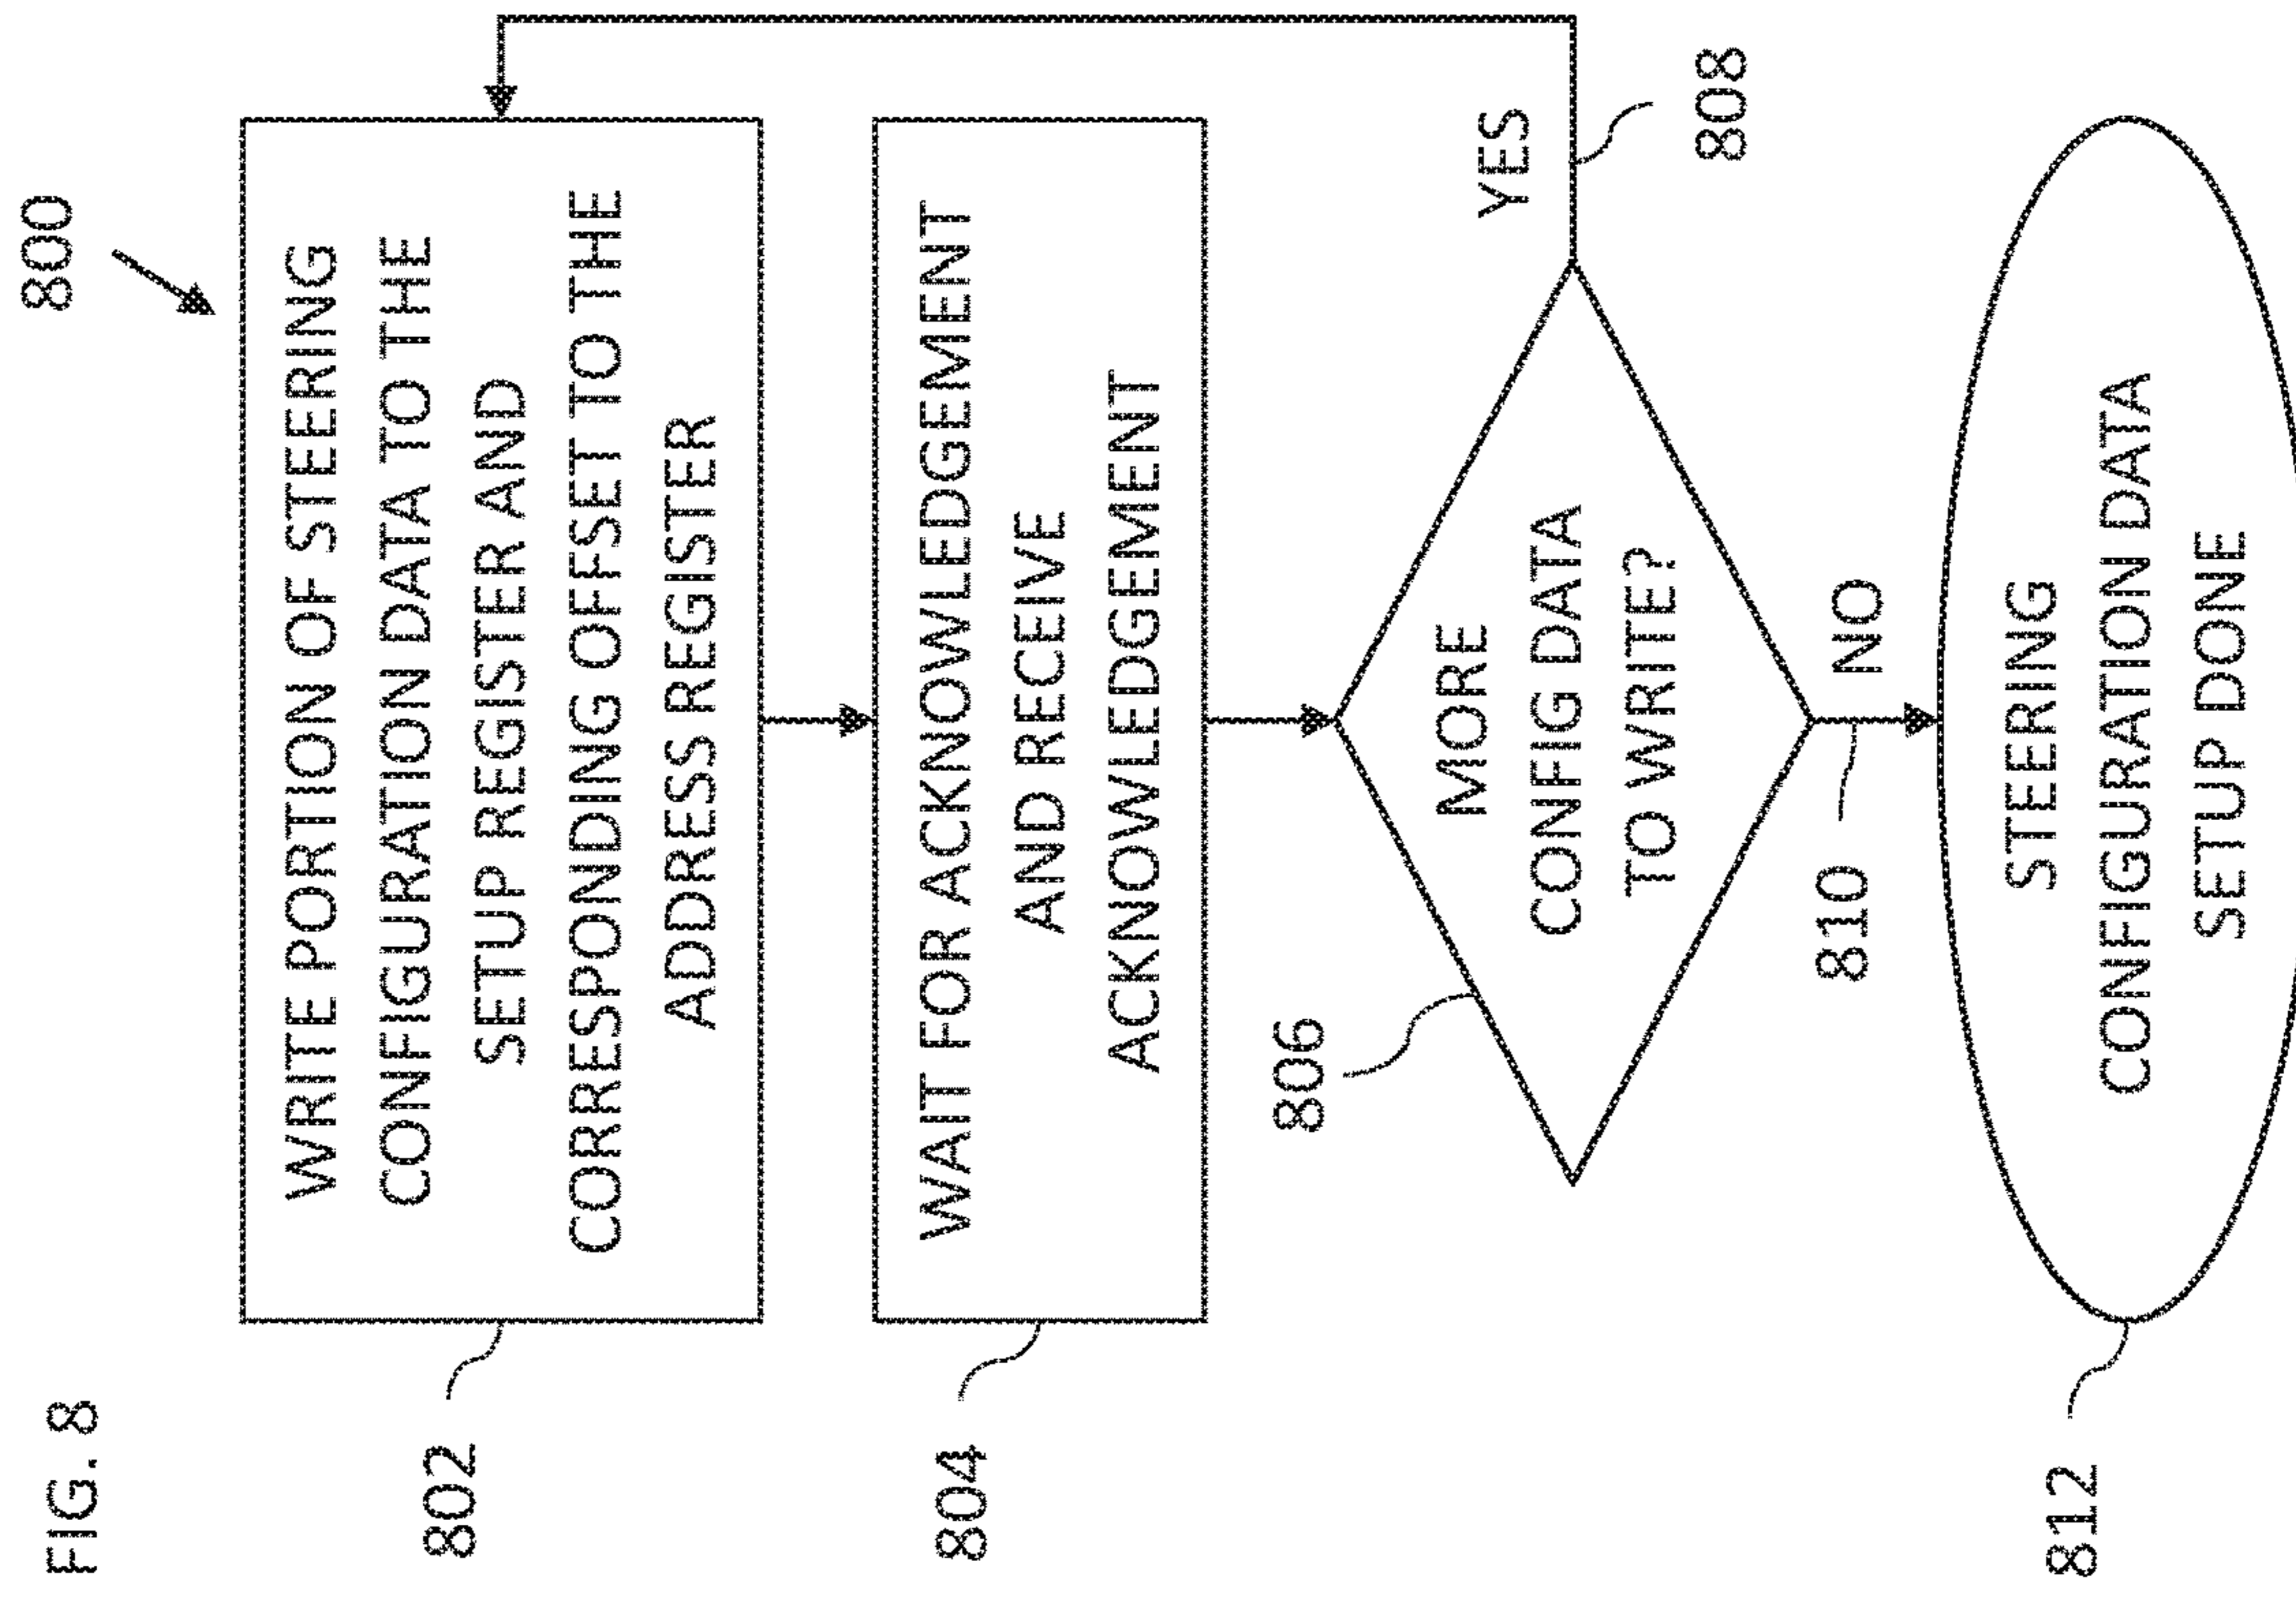 FIG. 8
800
802
WRITE PORTION OF STEERING
CONFIGURATION DATA TO THE
SETUP REGISTER AND
CORRESPONDING OFFSET TO THE
ADDRESS REGISTER
804
WAIT FOR ACKNOWLEDGEMENT
AND RECEIVE
ACKNOWLEDGEMENT
806
MORE
CONFIG DATA
TO WRITE?
YES
808
810
NO
812
STEERING
CONFIGURATION DATA
SETUP DONE